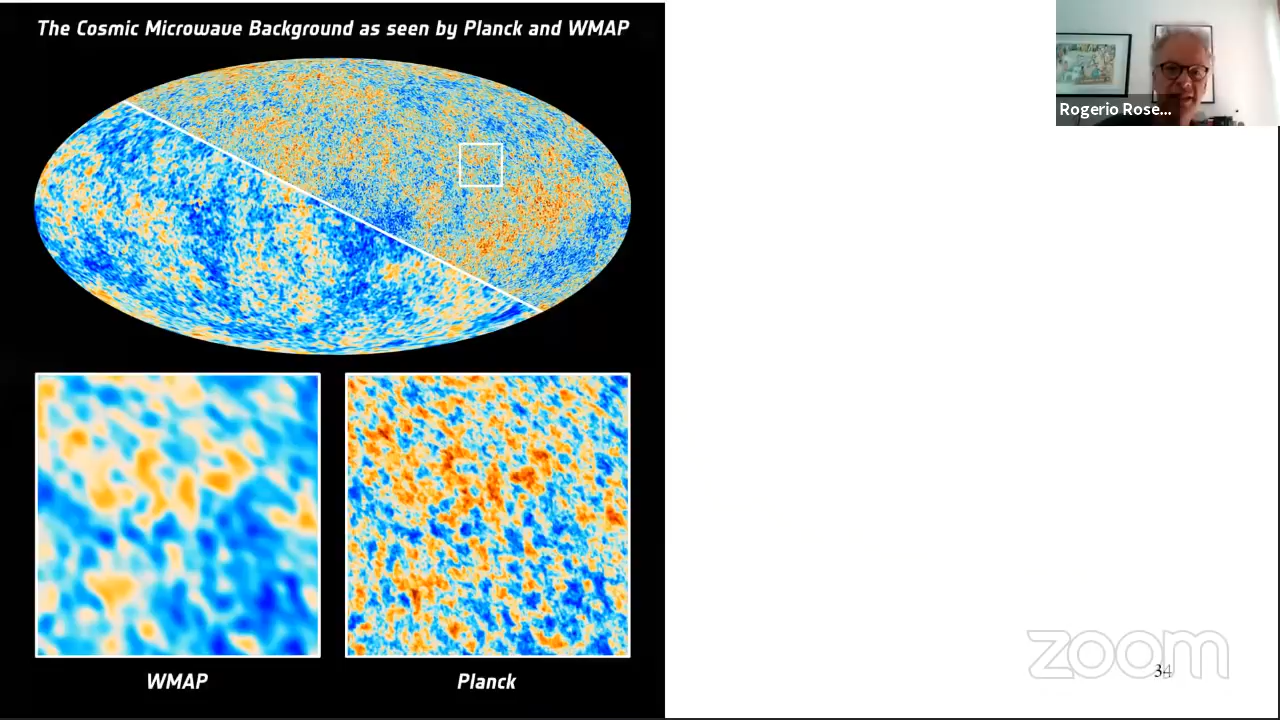 The Cosmic Microwave Background as seen by Planck and WMAP
Rogerio Rose...
WMAP
Planck
zoom
34